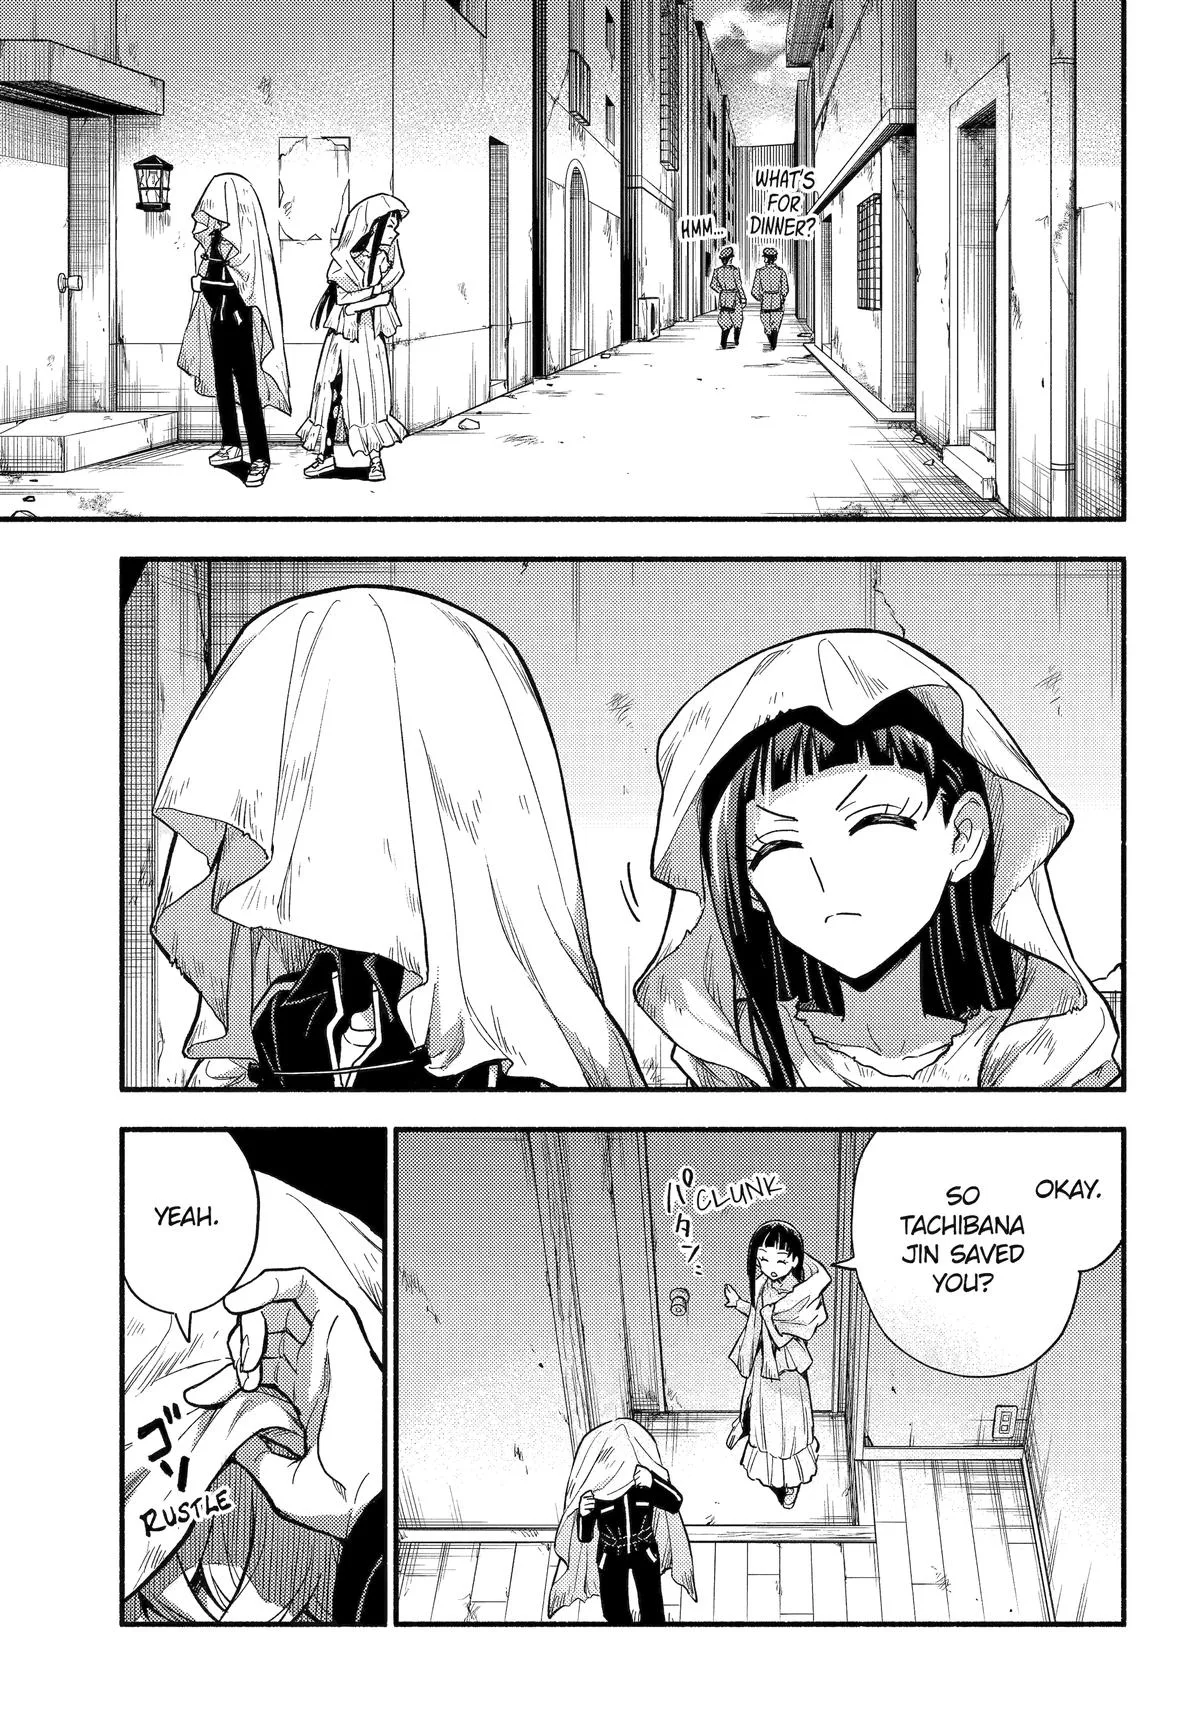 WHAT'S
FOR
DINNER?
HMM...
OKAY.
SO
TACHIBANA
JIN SAVED
YOU?
パタン
CLUNK
YEAH.
ゴソ
RUSTLE